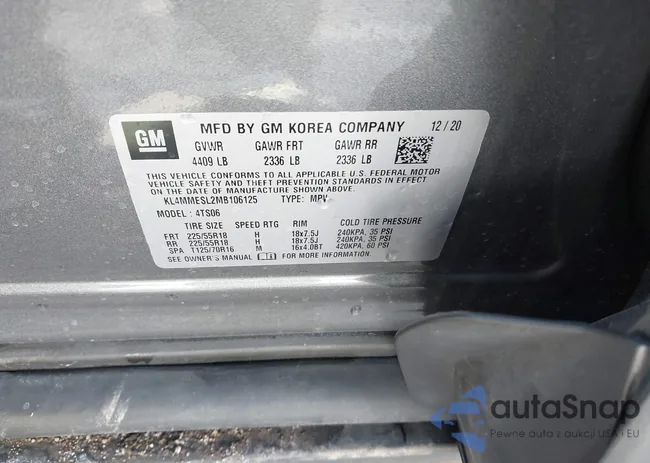 GM
MFD BY GM KOREA COMPANY 12/20
GVWR GAWR FRT GAWR RR
4409 LB 2336 LB 2336 LB
THIS VEHICLE CONFORMS TO ALL APPLICABLE U.S. FEDERAL MOTOR
VEHICLE SAFETY AND THEFT PREVENTION STANDARDS IN EFFECT
ON THE DATE OF MANUFACTURE SHOWN ABOVE.
KL4MMESL2MB106125 TYPE: MPV
MODEL: 4TS06
TIRE SIZE SPEED RTG RIM COLD TIRE PRESSURE
FRT 225/55R18 H 18x7.5J 240KPA, 35 PSI
RR 225/55R18 H 18x7.5J 240KPA, 35 PSI
SPA T125/70R16 M 16x4.0BT 420KPA, 60 PSI
SEE OWNER'S MANUAL FOR MORE INFORMATION.
autoSnap
Pewne auta z aukcji USA i EU